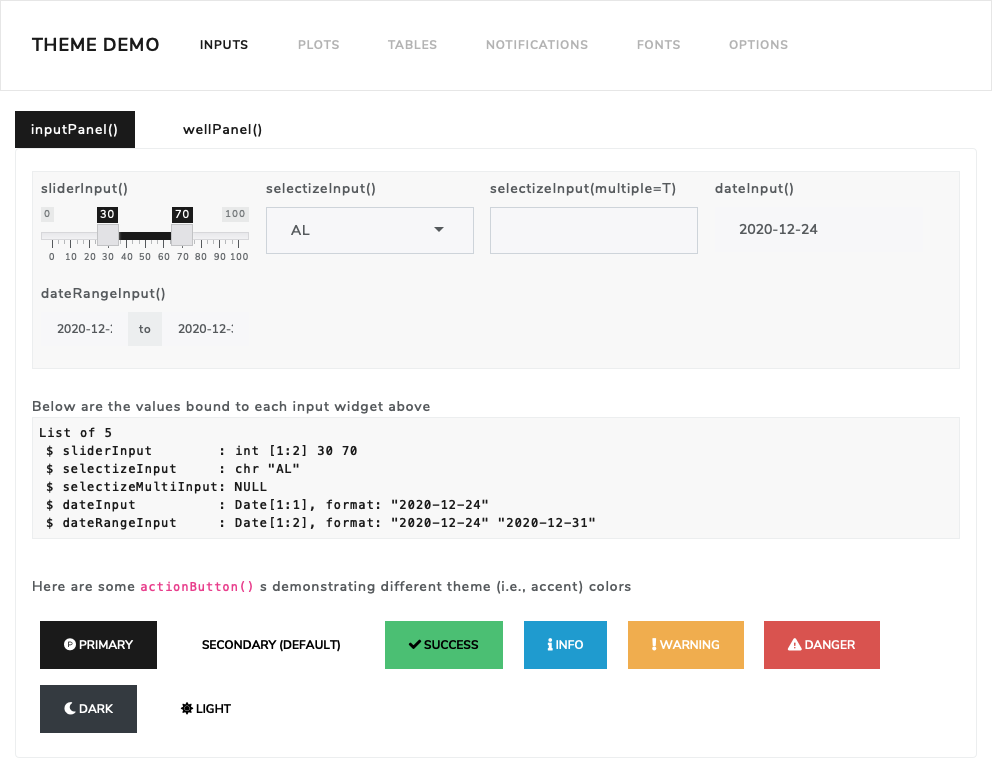 THEME DEMO INPUTS PLOTS TABLES NOTIFICATIONS FONTS OPTIONS
inputPanel() wellPanel()
sliderInput() selectizeInput() selectizeInput(multiple=T) dateInput()
0 30 70 100
AL
2020-12-24
0 10 20 30 40 50 60 70 80 90 100
dateRangeInput()
2020-12- to 2020-12-
Below are the values bound to each input widget above
List of 5
$ sliderInput : int [1:2] 30 70
$ selectizeInput : chr "AL"
$ selectizeMultiInput: NULL
$ dateInput : Date[1:1], format: "2020-12-24"
$ dateRangeInput : Date[1:2], format: "2020-12-24" "2020-12-31"
Here are some actionButton() s demonstrating different theme (i.e., accent) colors
PRIMARY SECONDARY (DEFAULT) SUCCESS INFO WARNING DANGER
DARK LIGHT